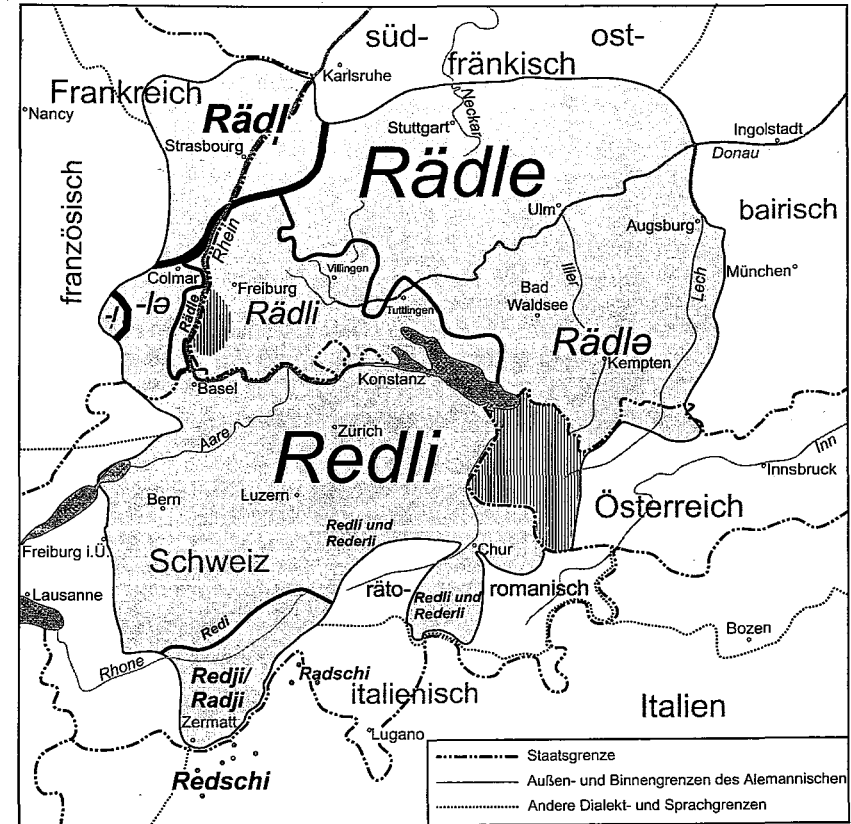 süd-
ost-
fränkisch
Karlsruhe
Frankreich
Nancy
Rädl̩
Strasbourg
Stuttgart
Neckar
Ingolstadt
Donau
Rädle
französisch
Ulm
Augsburg
bairisch
Rhein
Colmar
Villingen
Iller
Lech
München
-l̩
-lə
Rädle
Freiburg
Rädli
Tuttlingen
Bad
Waldsee
Rädlə
Kempten
Basel
Konstanz
Aare
Zürich
Redli
Inn
Innsbruck
Bern
Luzern
Österreich
Redli und
Rederli
Freiburg i.Ü.
Schweiz
Chur
Lausanne
räto-
Redli und
Rederli
romanisch
Redi
Rhone
Bozen
Redji/
Radji
Radschi
italienisch
Italien
Zermatt
Lugano
Redschi
Staatsgrenze
Außen- und Binnengrenzen des Alemannischen
Andere Dialekt- und Sprachgrenzen